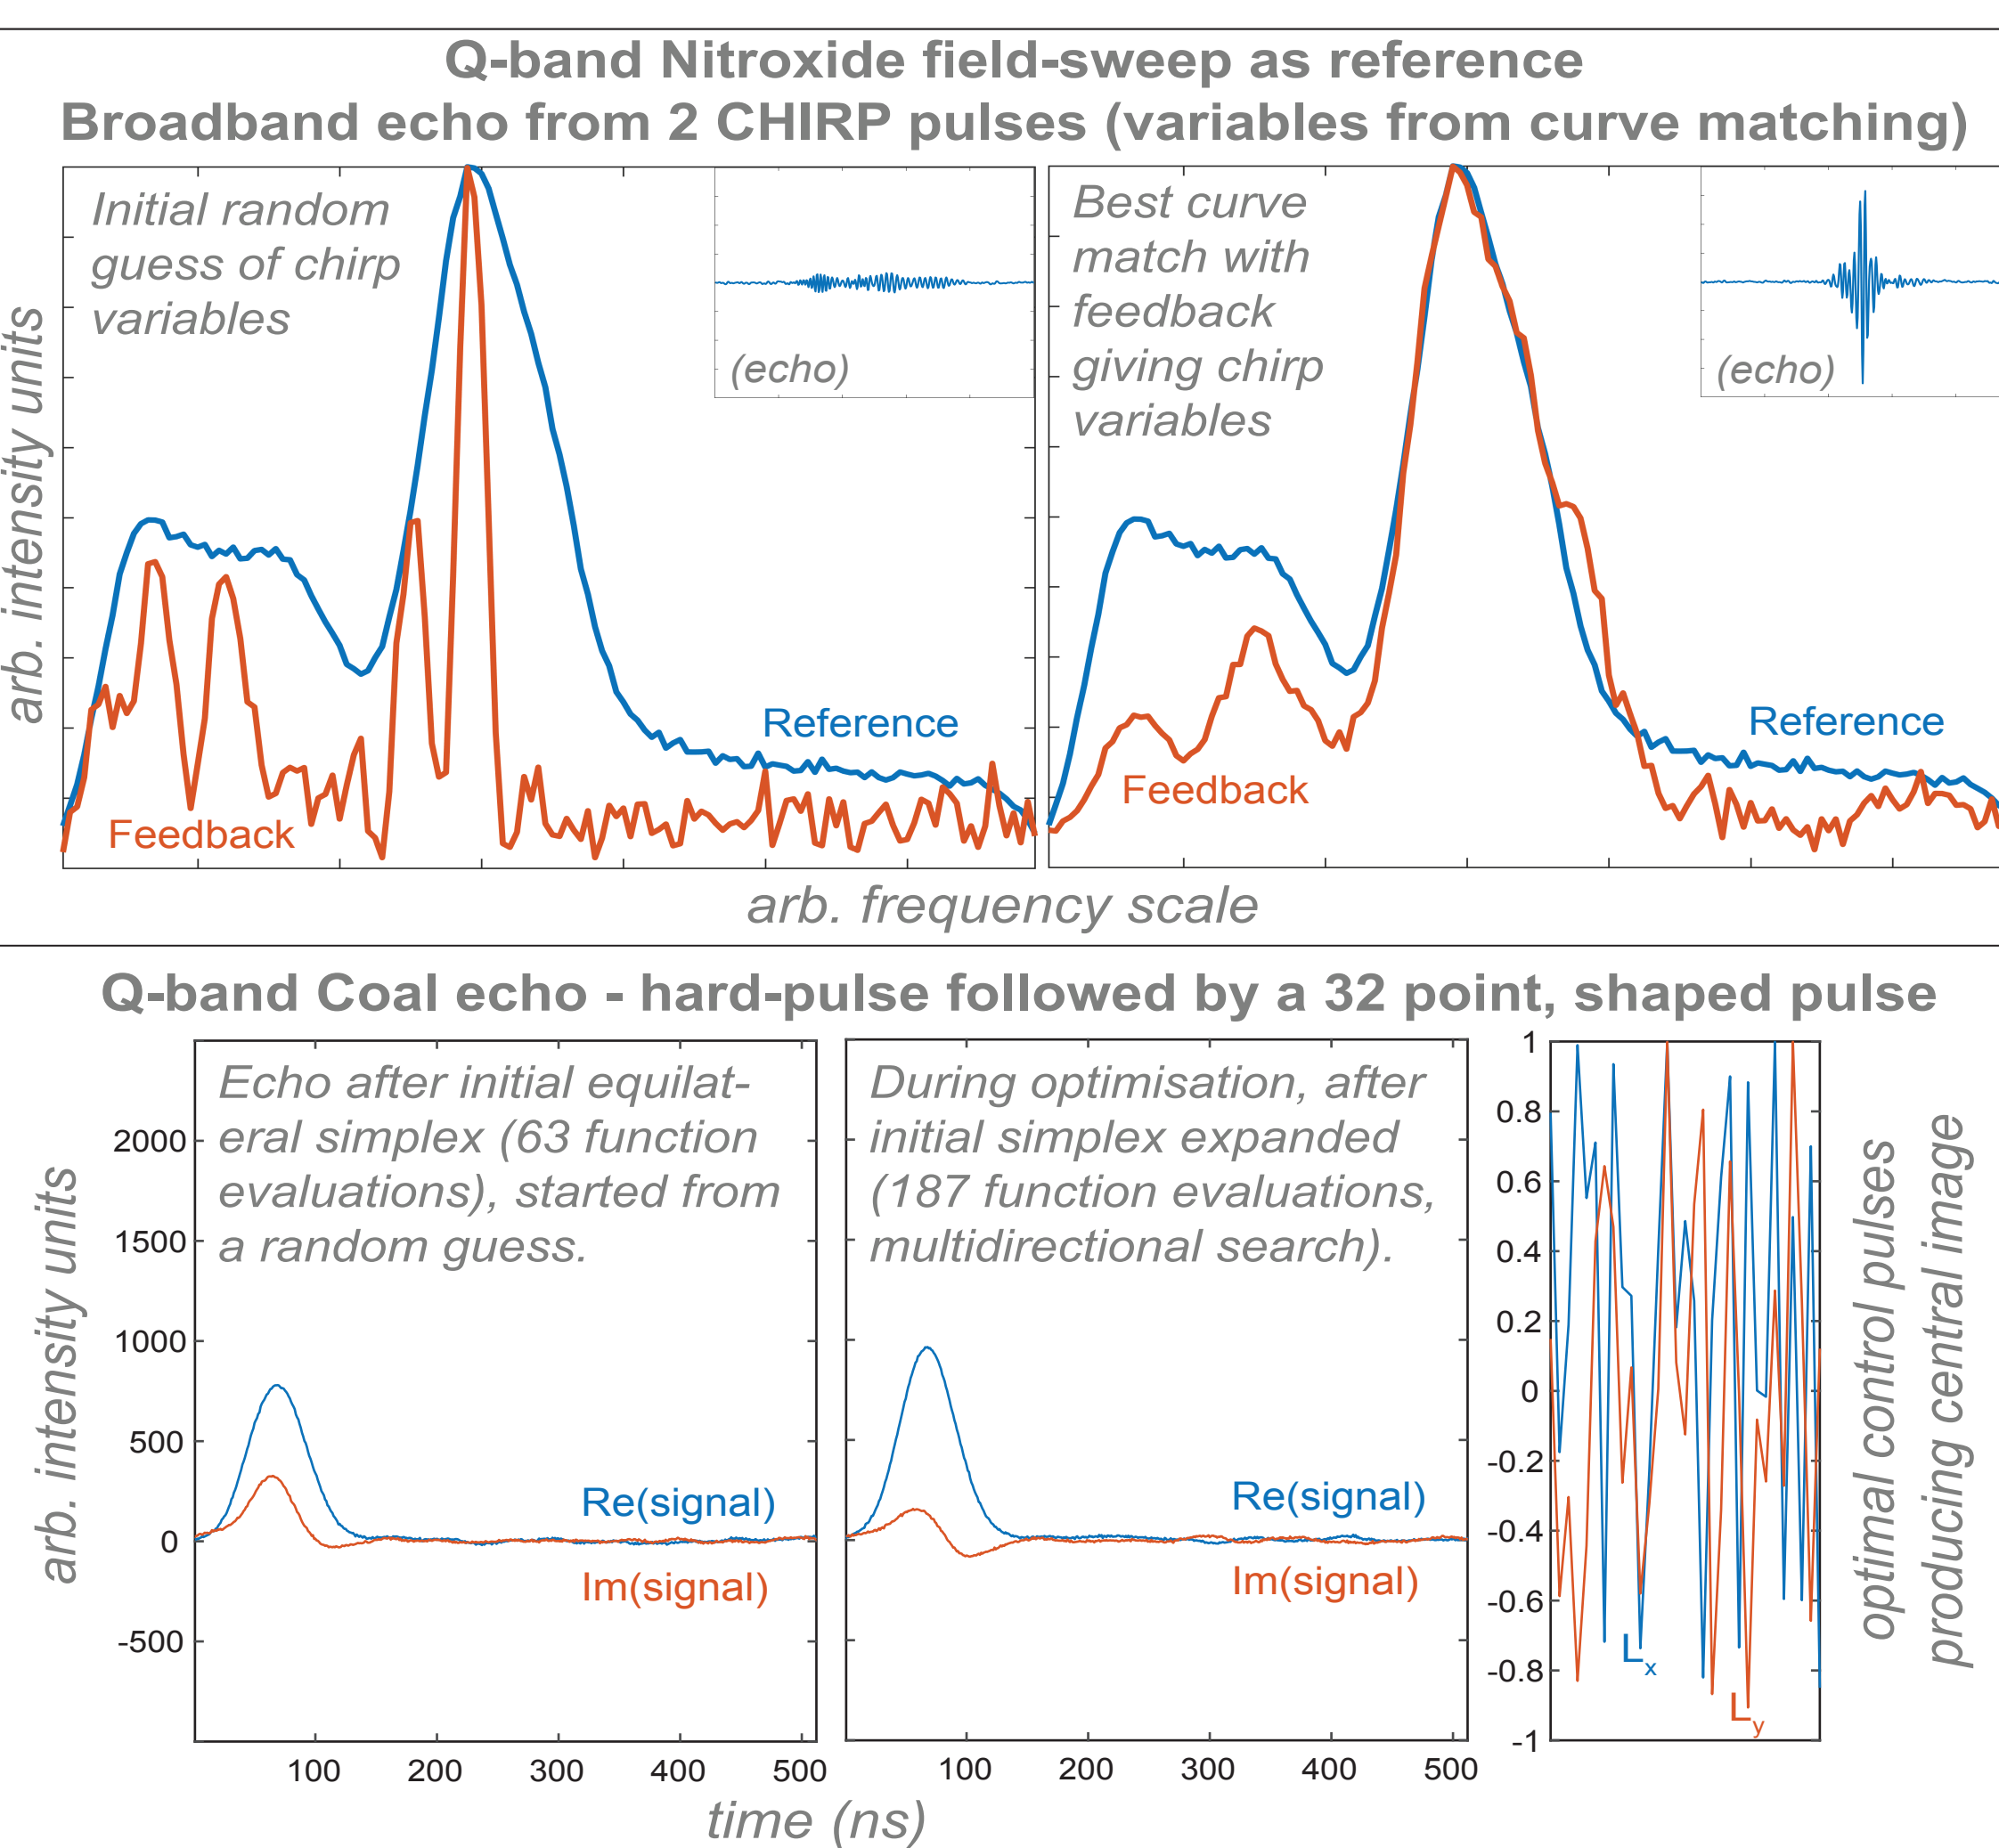 Q-band Nitroxide field-sweep as reference
Broadband echo from 2 CHIRP pulses (variables from curve matching)
arb. intensity units
Initial random
guess of chirp
variables
(echo)
Reference
Feedback
Best curve
match with
feedback
giving chirp
variables
(echo)
Reference
Feedback
arb. frequency scale
Q-band Coal echo - hard-pulse followed by a 32 point, shaped pulse
arb. intensity units
2000
1500
1000
500
0
-500
Echo after initial equilat-
eral simplex (63 function
evaluations), started from
a random guess.
Re(signal)
Im(signal)
100 200 300 400 500
During optimisation, after
initial simplex expanded
(187 function evaluations,
multidirectional search).
Re(signal)
Im(signal)
100 200 300 400 500
time (ns)
1
0.8
0.6
0.4
0.2
0
-0.2
-0.4
-0.6
-0.8
-1
Lx
Ly
optimal control pulses
producing central image